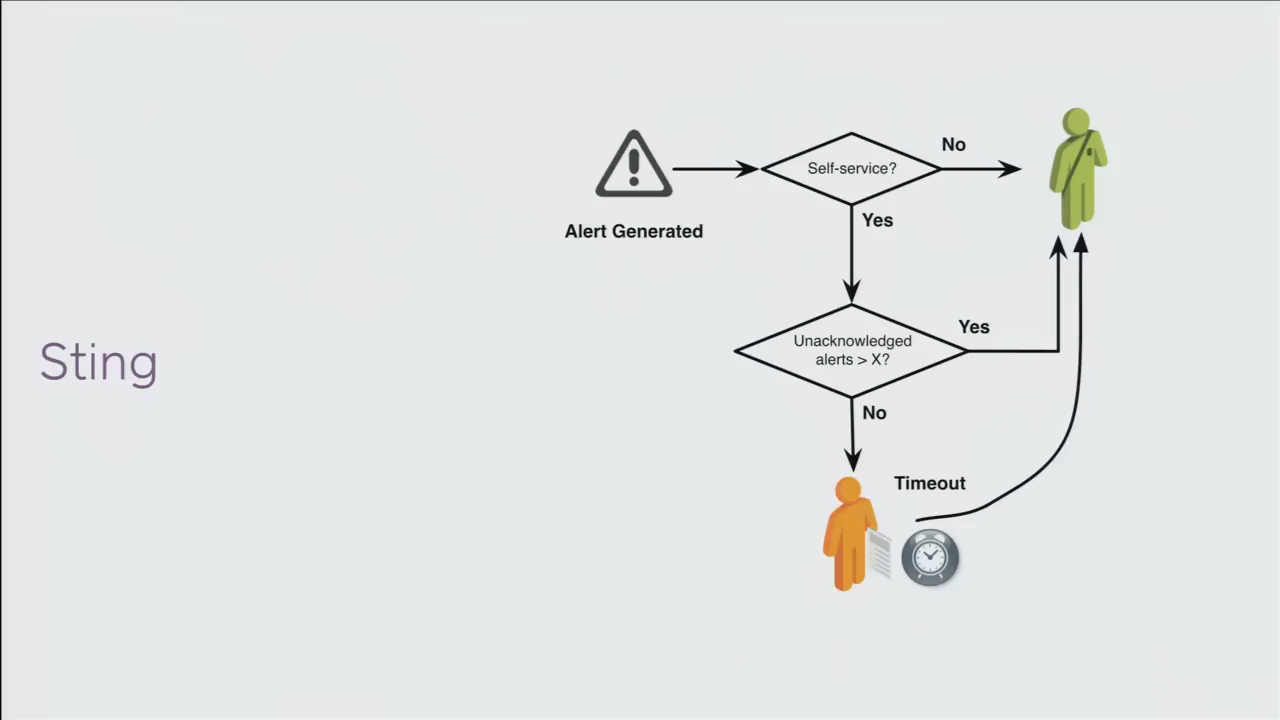 Sting
Alert Generated
Self-service?
No
Yes
Unacknowledged
alerts > X?
Yes
No
Timeout